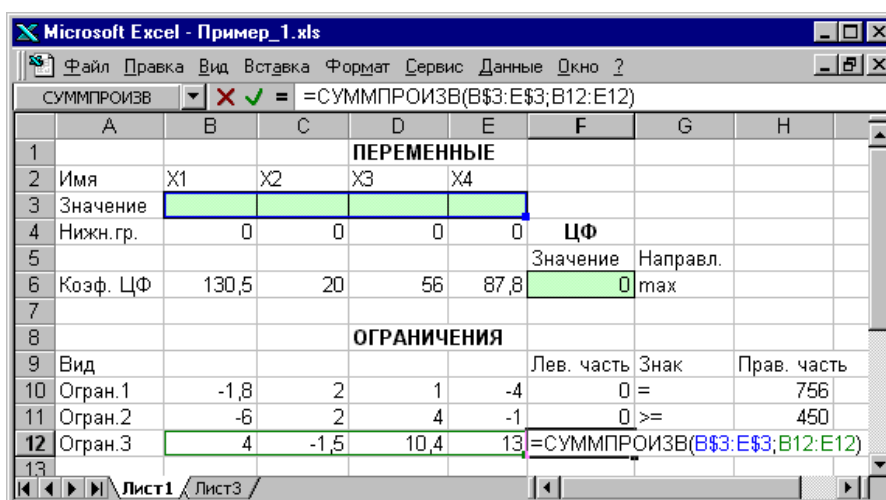 Microsoft Excel - Пример_1.xls
Файл Правка Вид Вставка Формат Сервис Данные Окно ?
СУММПРОИЗВ = =СУММПРОИЗВ(B$3:E$3;B12:E12)
A B C D E F G H
1 ПЕРЕМЕННЫЕ
2 Имя X1 X2 X3 X4
3 Значение
4 Нижн.гр. 0 0 0 0 ЦФ
5 Значение Направл.
6 Коэф. ЦФ 130,5 20 56 87,8 0 max
7
8 ОГРАНИЧЕНИЯ
9 Вид Лев. часть Знак Прав. часть
10 Огран.1 -1,8 2 1 -4 0 = 756
11 Огран.2 -6 2 4 -1 0 >= 450
12 Огран.3 4 -1,5 10,4 13 =СУММПРОИЗВ(B$3:E$3;B12:E12)
13
Лист1 Лист3